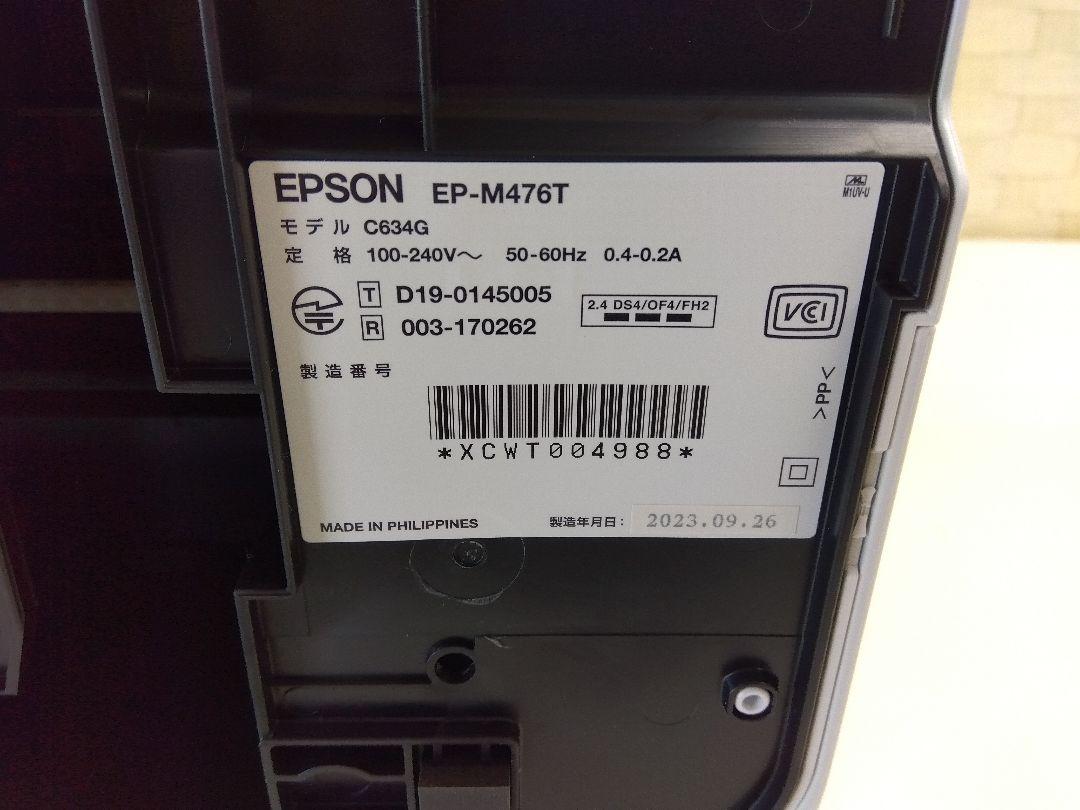 EPSON EP-M476T
M1UV-U
モデル C634G
定 格 100-240V～ 50-60Hz 0.4-0.2A
T D19-0145005
R 003-170262
2.4 DS4/OF4/FH2
VCI
製造番号
>PP<
*XCWT004988*
MADE IN PHILIPPINES 製造年月日: 2023.09.26